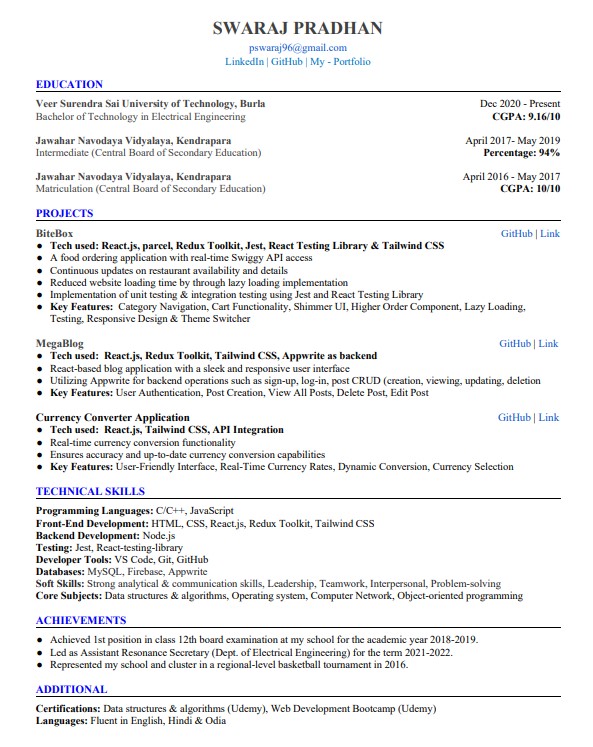 SWARAJ PRADHAN
pswaraj96@gmail.com
LinkedIn | GitHub | My - Portfolio
EDUCATION
Veer Surendra Sai University of Technology, Burla Dec 2020 - Present
Bachelor of Technology in Electrical Engineering CGPA: 9.16/10
Jawahar Navodaya Vidyalaya, Kendrapara April 2017- May 2019
Intermediate (Central Board of Secondary Education) Percentage: 94%
Jawahar Navodaya Vidyalaya, Kendrapara April 2016 - May 2017
Matriculation (Central Board of Secondary Education) CGPA: 10/10
PROJECTS
BiteBox GitHub | Link
● Tech used: React.js, parcel, Redux Toolkit, Jest, React Testing Library & Tailwind CSS
● A food ordering application with real-time Swiggy API access
● Continuous updates on restaurant availability and details
● Reduced website loading time by through lazy loading implementation
● Implementation of unit testing & integration testing using Jest and React Testing Library
● Key Features: Category Navigation, Cart Functionality, Shimmer UI, Higher Order Component, Lazy Loading,
Testing, Responsive Design & Theme Switcher
MegaBlog GitHub | Link
● Tech used: React.js, Redux Toolkit, Tailwind CSS, Appwrite as backend
● React-based blog application with a sleek and responsive user interface
● Utilizing Appwrite for backend operations such as sign-up, log-in, post CRUD (creation, viewing, updating, deletion
● Key Features: User Authentication, Post Creation, View All Posts, Delete Post, Edit Post
Currency Converter Application GitHub | Link
● Tech used: React.js, Tailwind CSS, API Integration
● Real-time currency conversion functionality
● Ensures accuracy and up-to-date currency conversion capabilities
● Key Features: User-Friendly Interface, Real-Time Currency Rates, Dynamic Conversion, Currency Selection
TECHNICAL SKILLS
Programming Languages: C/C++, JavaScript
Front-End Development: HTML, CSS, React.js, Redux Toolkit, Tailwind CSS
Backend Development: Node.js
Testing: Jest, React-testing-library
Developer Tools: VS Code, Git, GitHub
Databases: MySQL, Firebase, Appwrite
Soft Skills: Strong analytical & communication skills, Leadership, Teamwork, Interpersonal, Problem-solving
Core Subjects: Data structures & algorithms, Operating system, Computer Network, Object-oriented programming
ACHIEVEMENTS
● Achieved 1st position in class 12th board examination at my school for the academic year 2018-2019.
● Led as Assistant Resonance Secretary (Dept. of Electrical Engineering) for the term 2021-2022.
● Represented my school and cluster in a regional-level basketball tournament in 2016.
ADDITIONAL
Certifications: Data structures & algorithms (Udemy), Web Development Bootcamp (Udemy)
Languages: Fluent in English, Hindi & Odia